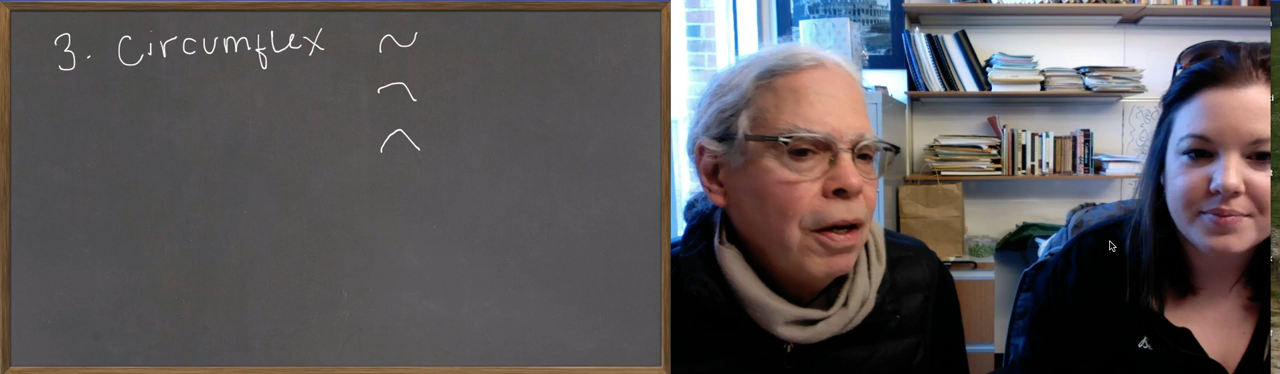 3. Circumflex ~
⌒
^